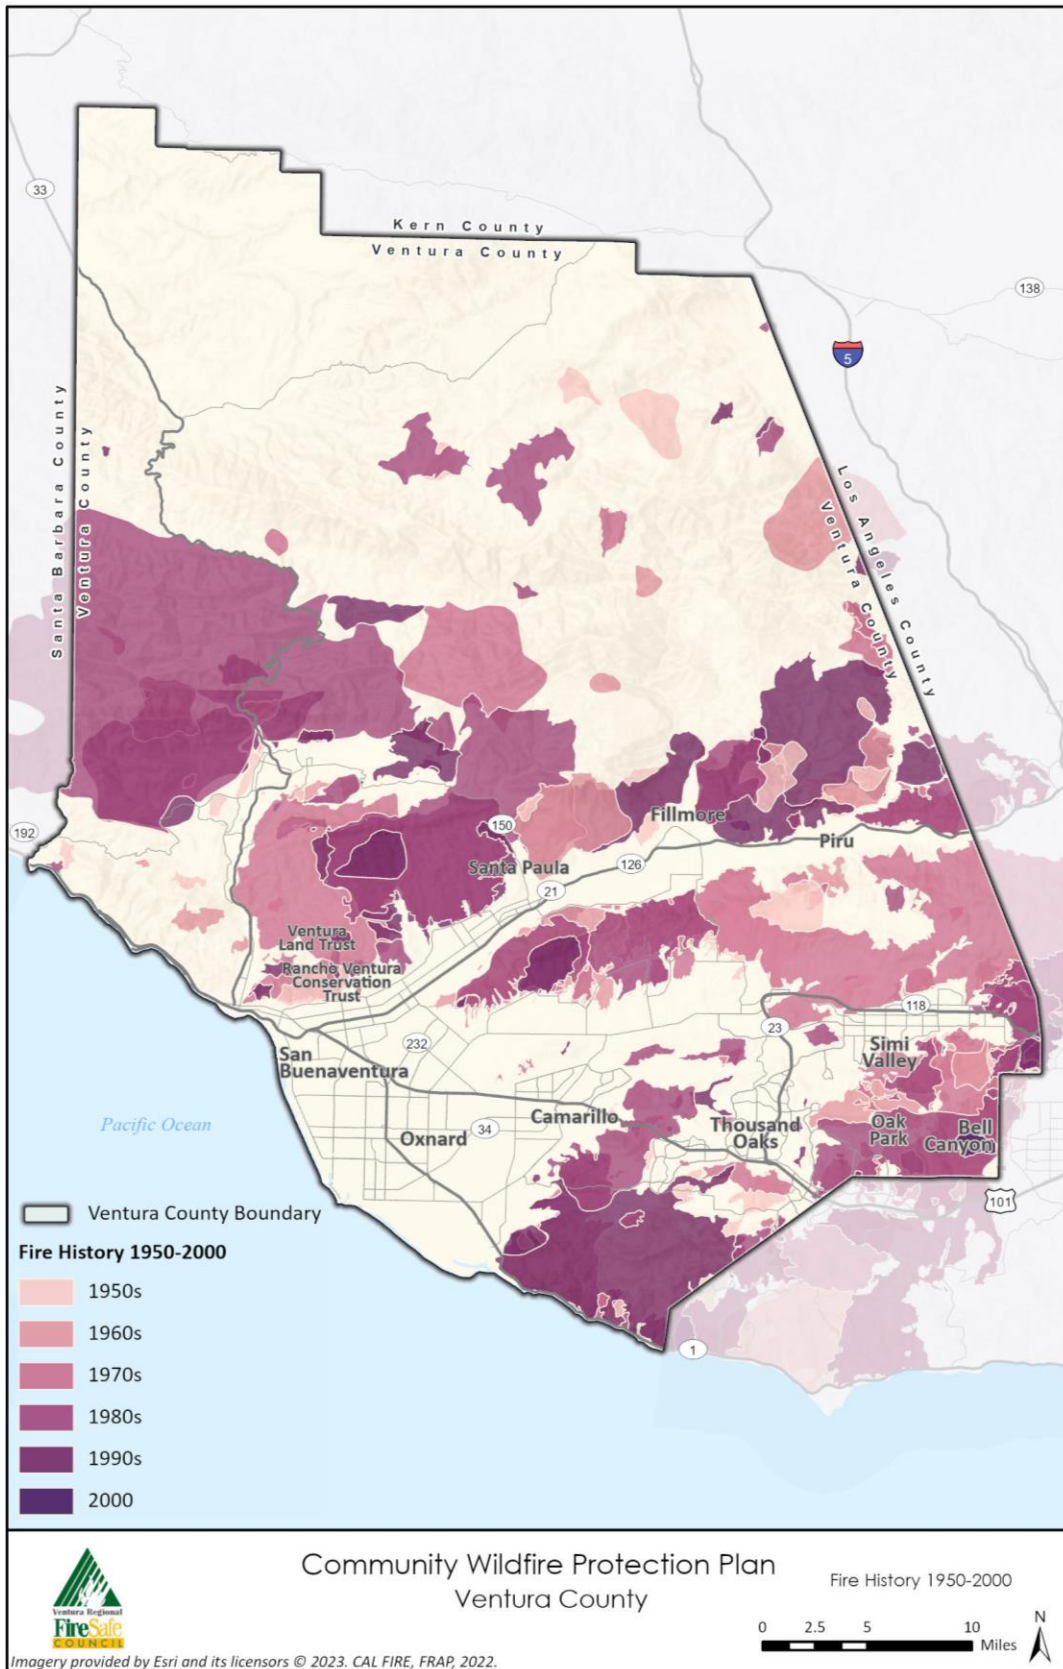 Kern County
Ventura County
33
138
5
Santa Barbara County
Ventura County
Los Angeles County
Ventura County
192
150
Fillmore
Piru
Santa Paula
126
21
Ventura
Land Trust
Rancho Ventura
Conservation
Trust
118
23
232
Simi
Valley
San
Buenaventura
Pacific Ocean
Oxnard
34
Camarillo
Thousand
Oaks
Oak
Park
Bell
Canyon
101
1
Ventura County Boundary
Fire History 1950-2000
1950s
1960s
1970s
1980s
1990s
2000
Ventura Regional
FireSafe
COUNCIL
Community Wildfire Protection Plan
Ventura County
Fire History 1950-2000
0 2.5 5 10
Miles
N
Imagery provided by Esri and its licensors © 2023. CAL FIRE, FRAP, 2022.